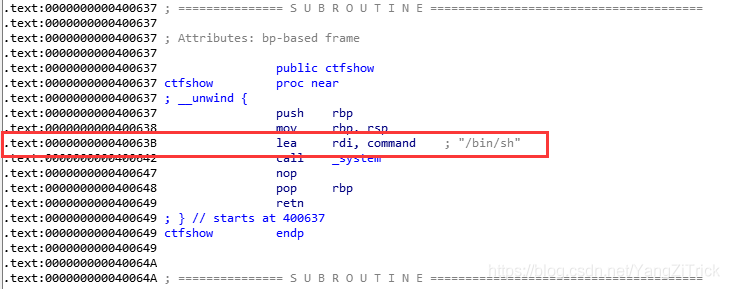 .text:0000000000400637 ; =============== S U B R O U T I N E =======================================
.text:0000000000400637
.text:0000000000400637 ; Attributes: bp-based frame
.text:0000000000400637
.text:0000000000400637 public ctfshow
.text:0000000000400637 ctfshow proc near
.text:0000000000400637 ; __unwind {
.text:0000000000400637 push rbp
.text:0000000000400638 mov rbp, rsp
.text:000000000040063B lea rdi, command ; "/bin/sh"
.text:0000000000400642 call _system
.text:0000000000400647 nop
.text:0000000000400648 pop rbp
.text:0000000000400649 retn
.text:0000000000400649 ; } // starts at 400637
.text:0000000000400649 ctfshow endp
.text:0000000000400649
.text:000000000040064A
.text:000000000040064A ; =============== S U B R O U T I N E =======================================
https://blog.csdn.net/YangZiTrick